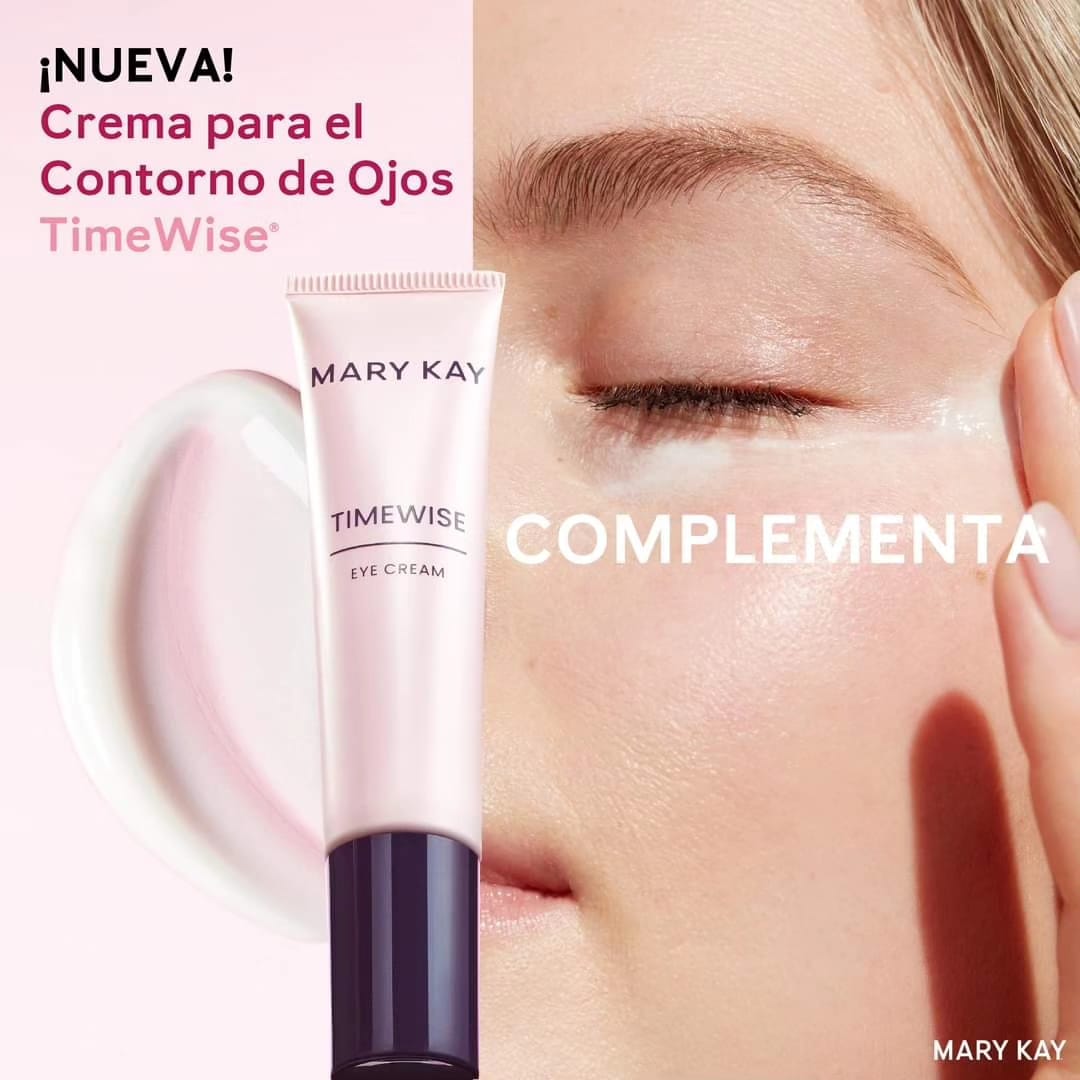 ¡NUEVA!
Crema para el
Contorno de Ojos
TimeWise®
MARY KAY
TIMEWISE
EYE CREAM
COMPLEMENTA
MARY KAY